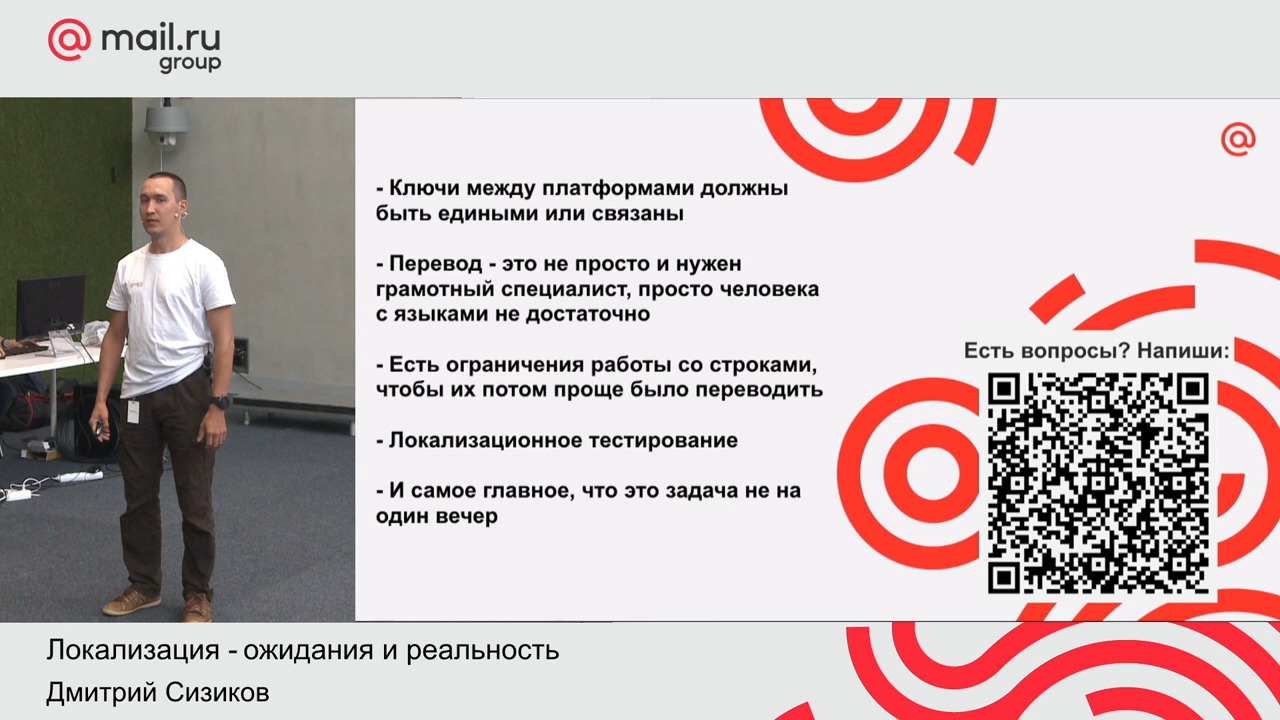 @mail.ru
group
@
- Ключи между платформами должны
быть едиными или связаны
- Перевод - это не просто и нужен
грамотный специалист, просто человека
с языками не достаточно
- Есть ограничения работы со строками,
чтобы их потом проще было переводить
- Локализационное тестирование
- И самое главное, что это задача не на
один вечер
Есть вопросы? Напиши:
Локализация - ожидания и реальность
Дмитрий Сизиков